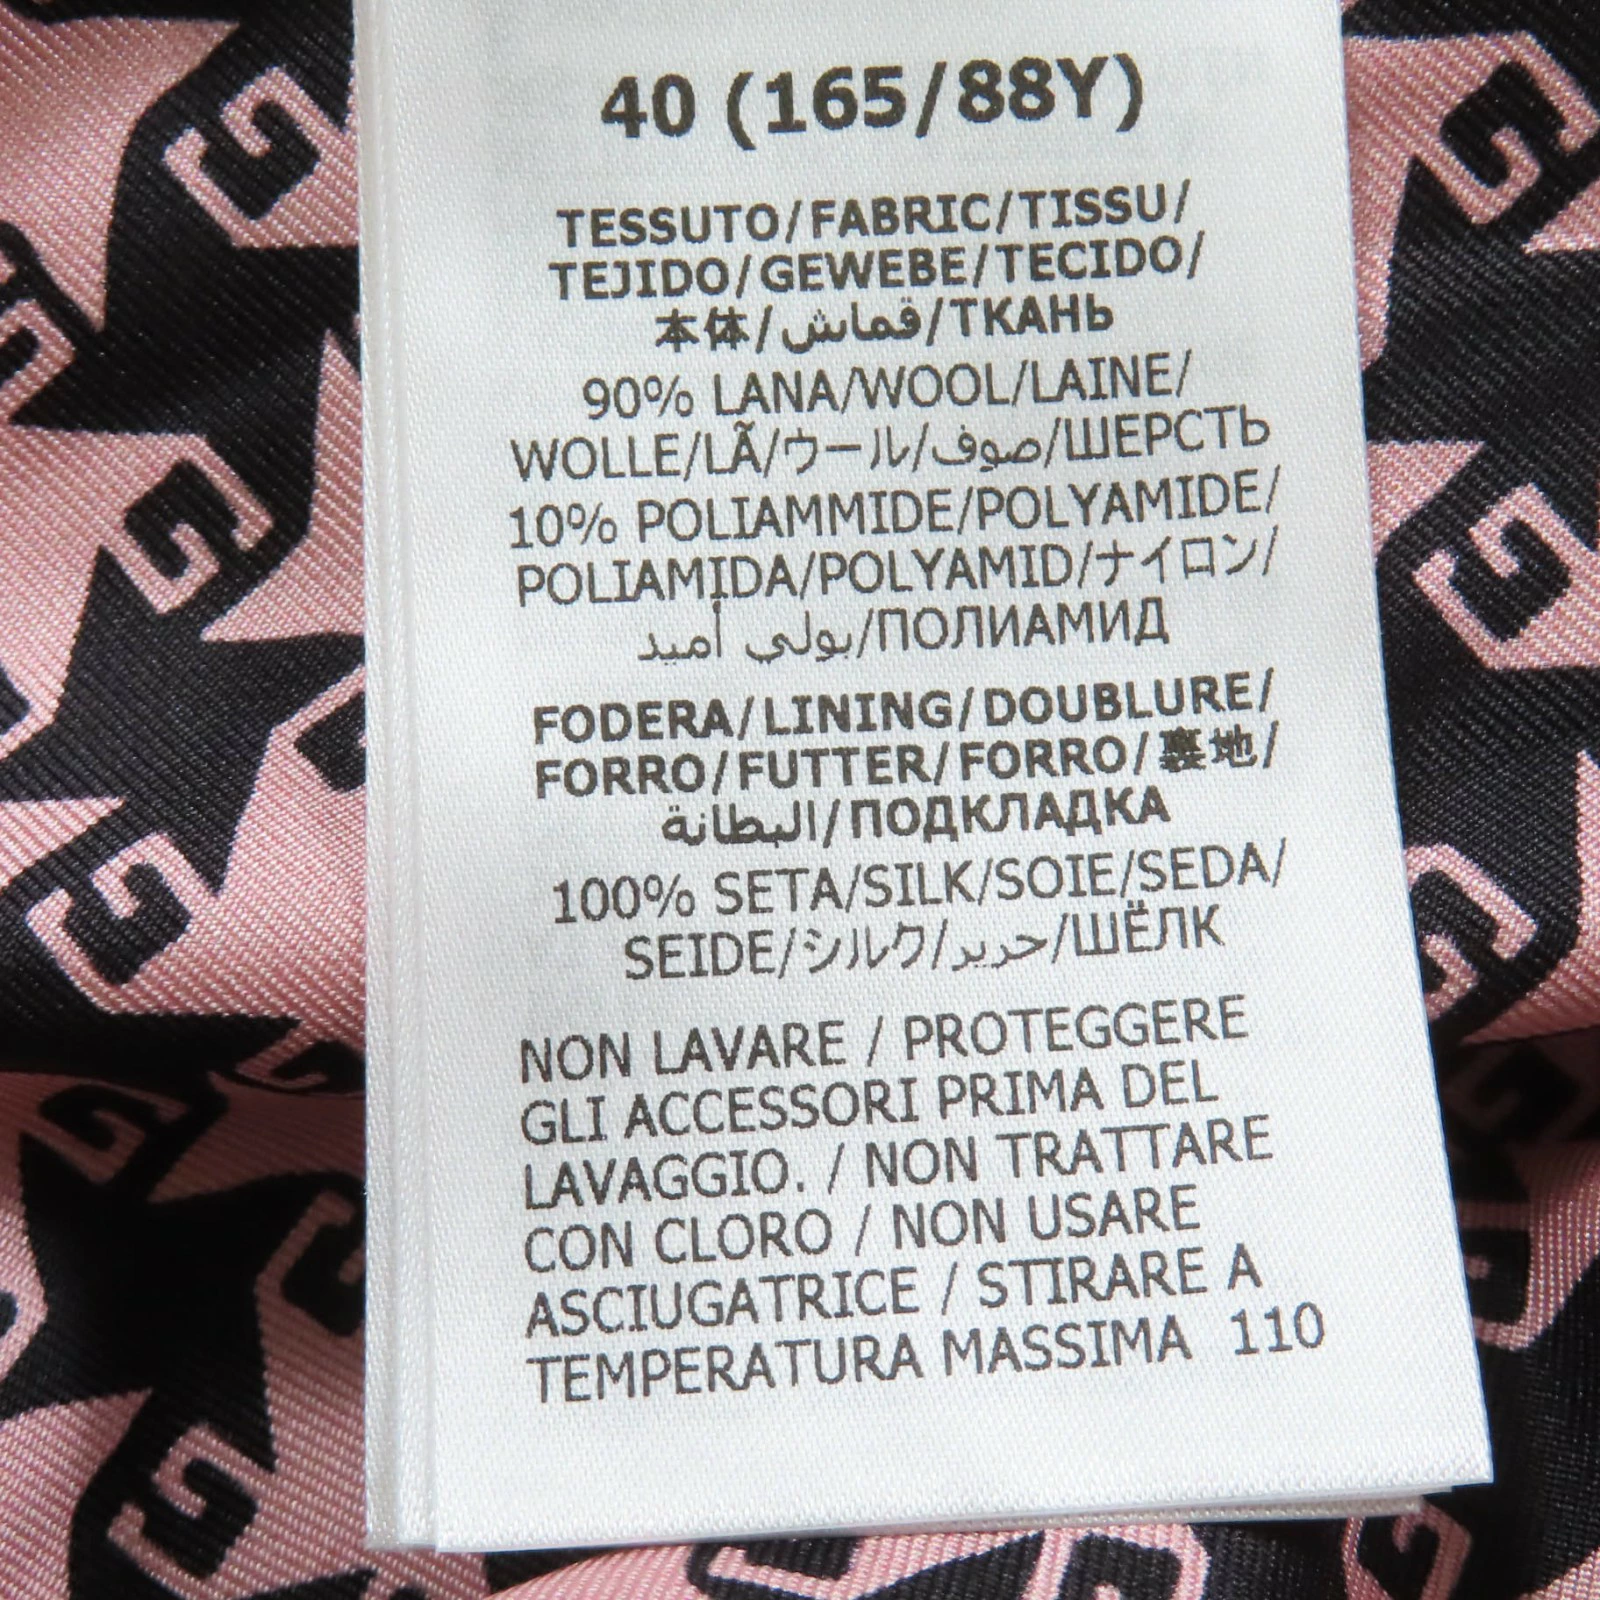 40 (165/88Y)
TESSUTO/FABRIC/TISSU/
TEJIDO/GEWEBE/TECIDO/
本体/قماش/ТКАНЬ
90% LANA/WOOL/LAINE/
WOLLE/LÃ/ウール/صوف/ШЕРСТЬ
10% POLIAMMIDE/POLYAMIDE/
POLIAMIDA/POLYAMID/ナイロン/
بولي أميد/ПОЛИАМИД
FODERA/LINING/DOUBLURE/
FORRO/FUTTER/FORRO/裏地/
البطانة/ПОДКЛАДКА
100% SETA/SILK/SOIE/SEDA/
SEIDE/シルク/حرير/ШЁЛК
NON LAVARE / PROTEGGERE
GLI ACCESSORI PRIMA DEL
LAVAGGIO. / NON TRATTARE
CON CLORO / NON USARE
ASCIUGATRICE / STIRARE A
TEMPERATURA MASSIMA 110